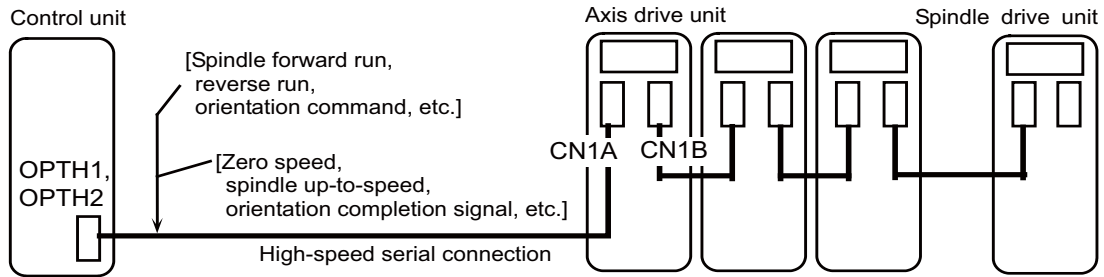 Control unit
Axis drive unit
Spindle drive unit
[Spindle forward run,
reverse run,
orientation command, etc.]
CN1A
CN1B
[Zero speed,
spindle up-to-speed,
orientation completion signal, etc.]
OPTH1,
OPTH2
High-speed serial connection